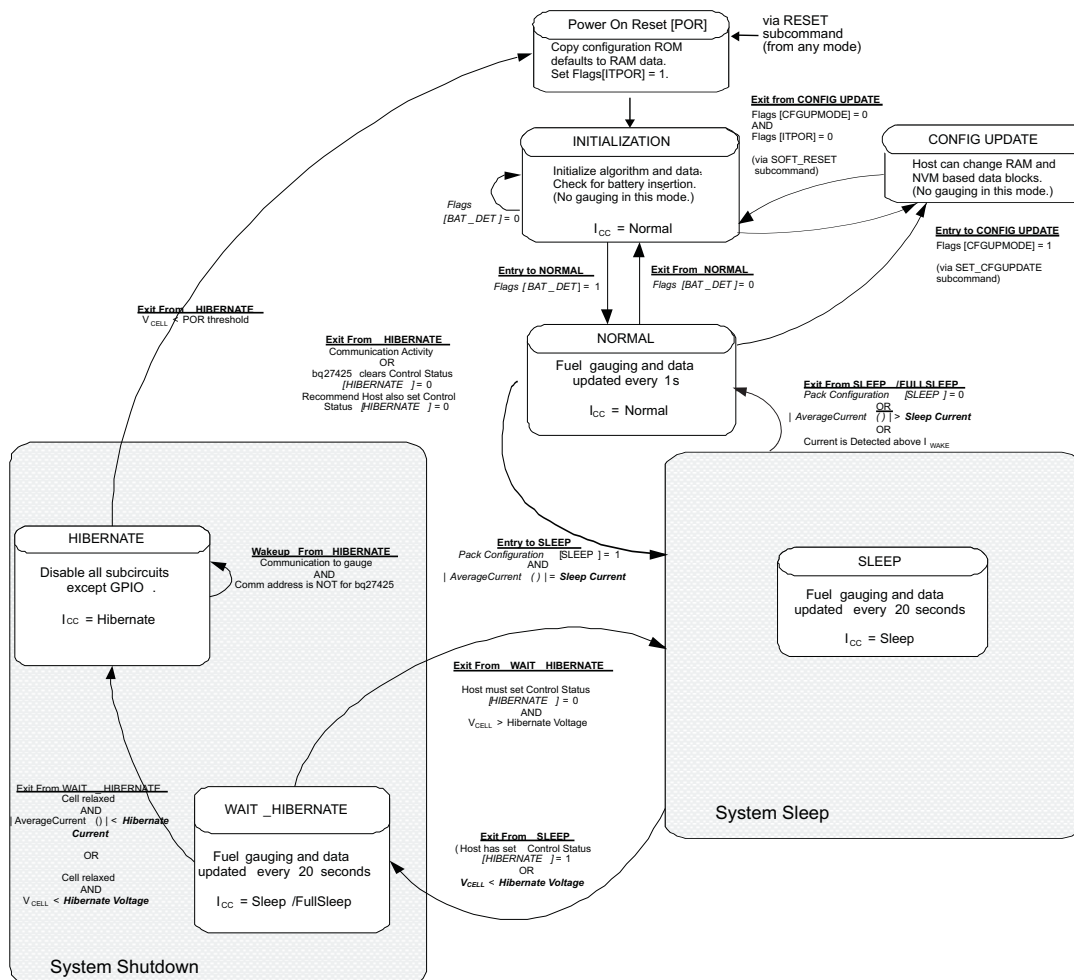 Power On Reset [POR]
Copy configuration ROM
defaults to RAM data.
Set Flags[ITPOR] = 1.
via RESET
subcommand
(from any mode)
Exit from CONFIG UPDATE
Flags [CFGUPMODE] = 0
AND
Flags [ITPOR] = 0
(via SOFT_RESET
subcommand)
INITIALIZATION
Initialize algorithm and data.
Check for battery insertion.
(No gauging in this mode.)
ICC = Normal
Flags
[BAT_DET] = 0
CONFIG UPDATE
Host can change RAM and
NVM based data blocks.
(No gauging in this mode.)
Entry to CONFIG UPDATE
Flags [CFGUPMODE] = 1
(via SET_CFGUPDATE
subcommand)
Entry to NORMAL
Flags [BAT_DET] = 1
Exit From NORMAL
Flags [BAT_DET] = 0
Exit From HIBERNATE
VCELL < POR threshold
Exit From HIBERNATE
Communication Activity
OR
bq27425 clears Control Status
[HIBERNATE] = 0
Recommend Host also set Control
Status [HIBERNATE] = 0
NORMAL
Fuel gauging and data
updated every 1s
ICC = Normal
Exit From SLEEP /FULLSLEEP
Pack Configuration [SLEEP] = 0
OR
| AverageCurrent () | > Sleep Current
OR
Current is Detected above IWAKE
HIBERNATE
Disable all subcircuits
except GPIO .
ICC = Hibernate
Wakeup From HIBERNATE
Communication to gauge
AND
Comm address is NOT for bq27425
Entry to SLEEP
Pack Configuration [SLEEP] = 1
AND
| AverageCurrent () | = Sleep Current
SLEEP
Fuel gauging and data
updated every 20 seconds
ICC = Sleep
Exit From WAIT HIBERNATE
Host must set Control Status
[HIBERNATE] = 0
AND
VCELL > Hibernate Voltage
Exit From WAIT _HIBERNATE
Cell relaxed
AND
| AverageCurrent () | < Hibernate
Current
OR
Cell relaxed
AND
VCELL < Hibernate Voltage
WAIT _HIBERNATE
Fuel gauging and data
updated every 20 seconds
ICC = Sleep /FullSleep
Exit From SLEEP
(Host has set Control Status
[HIBERNATE] = 1
OR
VCELL < Hibernate Voltage
System Sleep
System Shutdown